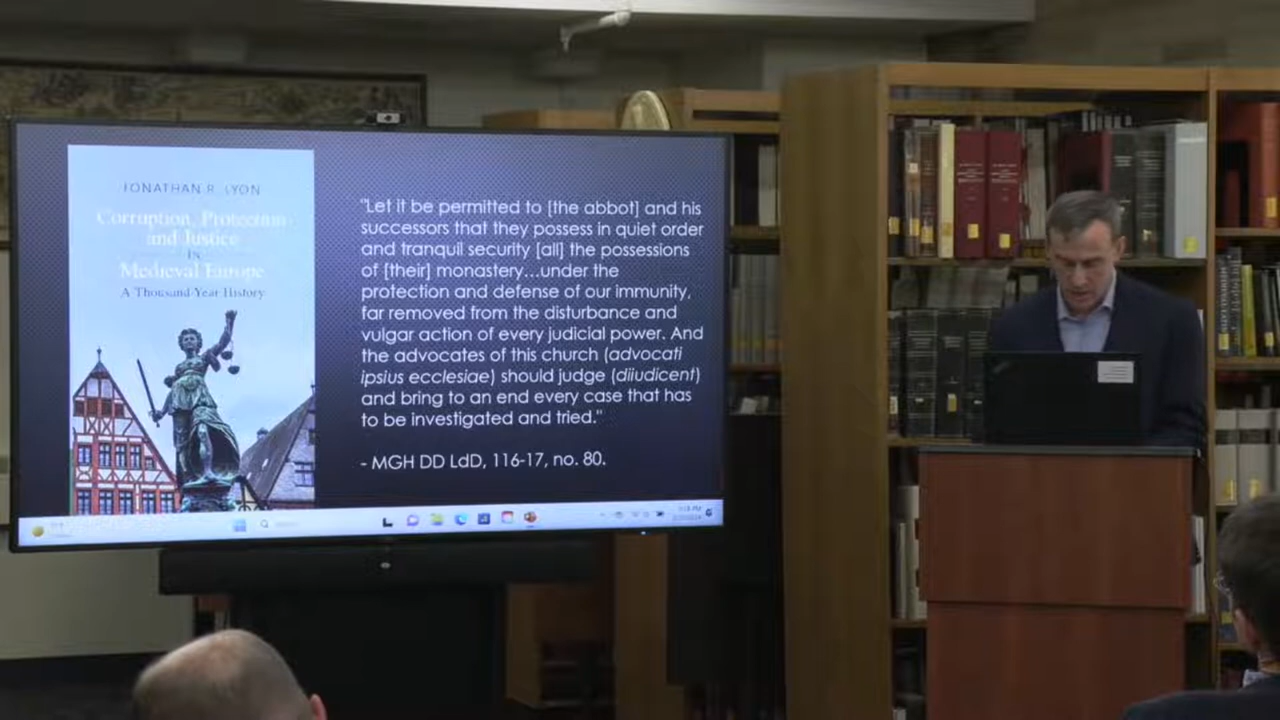 JONATHAN R. LYON
Corruption, Protection
and Justice
IN
Medieval Europe
A Thousand-Year History
"Let it be permitted to [the abbot] and his
successors that they possess in quiet order
and tranquil security [all] the possessions
of [their] monastery...under the
protection and defense of our immunity,
far removed from the disturbance and
vulgar action of every judicial power. And
the advocates of this church (advocati
ipsius ecclesiae) should judge (diiudicent)
and bring to an end every case that has
to be investigated and tried."
- MGH DD LdD, 116-17, no. 80.